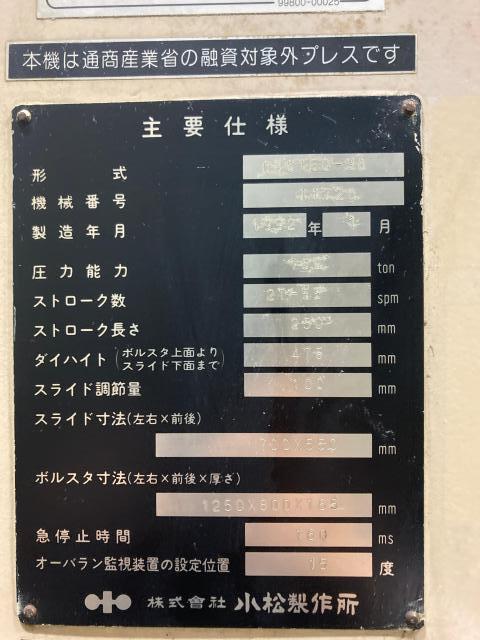 99800-00025
本機は通商産業省の融資対象外プレスです
主要仕様
形式
機械番号
製造年月 年 月
圧力能力 ton
ストローク数 spm
ストローク長さ 250 mm
ダイハイト(ボルスタ上面よりスライド下面まで) mm
スライド調節量 100 mm
スライド寸法(左右×前後)
mm
ボルスタ寸法(左右×前後×厚さ)
mm
急停止時間 160 ms
オーバラン監視装置の設定位置 15 度
株式會社 小松製作所